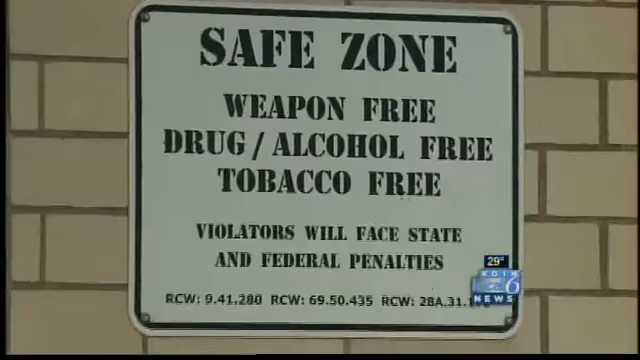 SAFE ZONE
WEAPON FREE
DRUG / ALCOHOL FREE
TOBACCO FREE
VIOLATORS WILL FACE STATE
AND FEDERAL PENALTIES
RCW: 9.41.280 RCW: 69.50.435 RCW: 28A.31.
29°
KOIN
6
NEWS